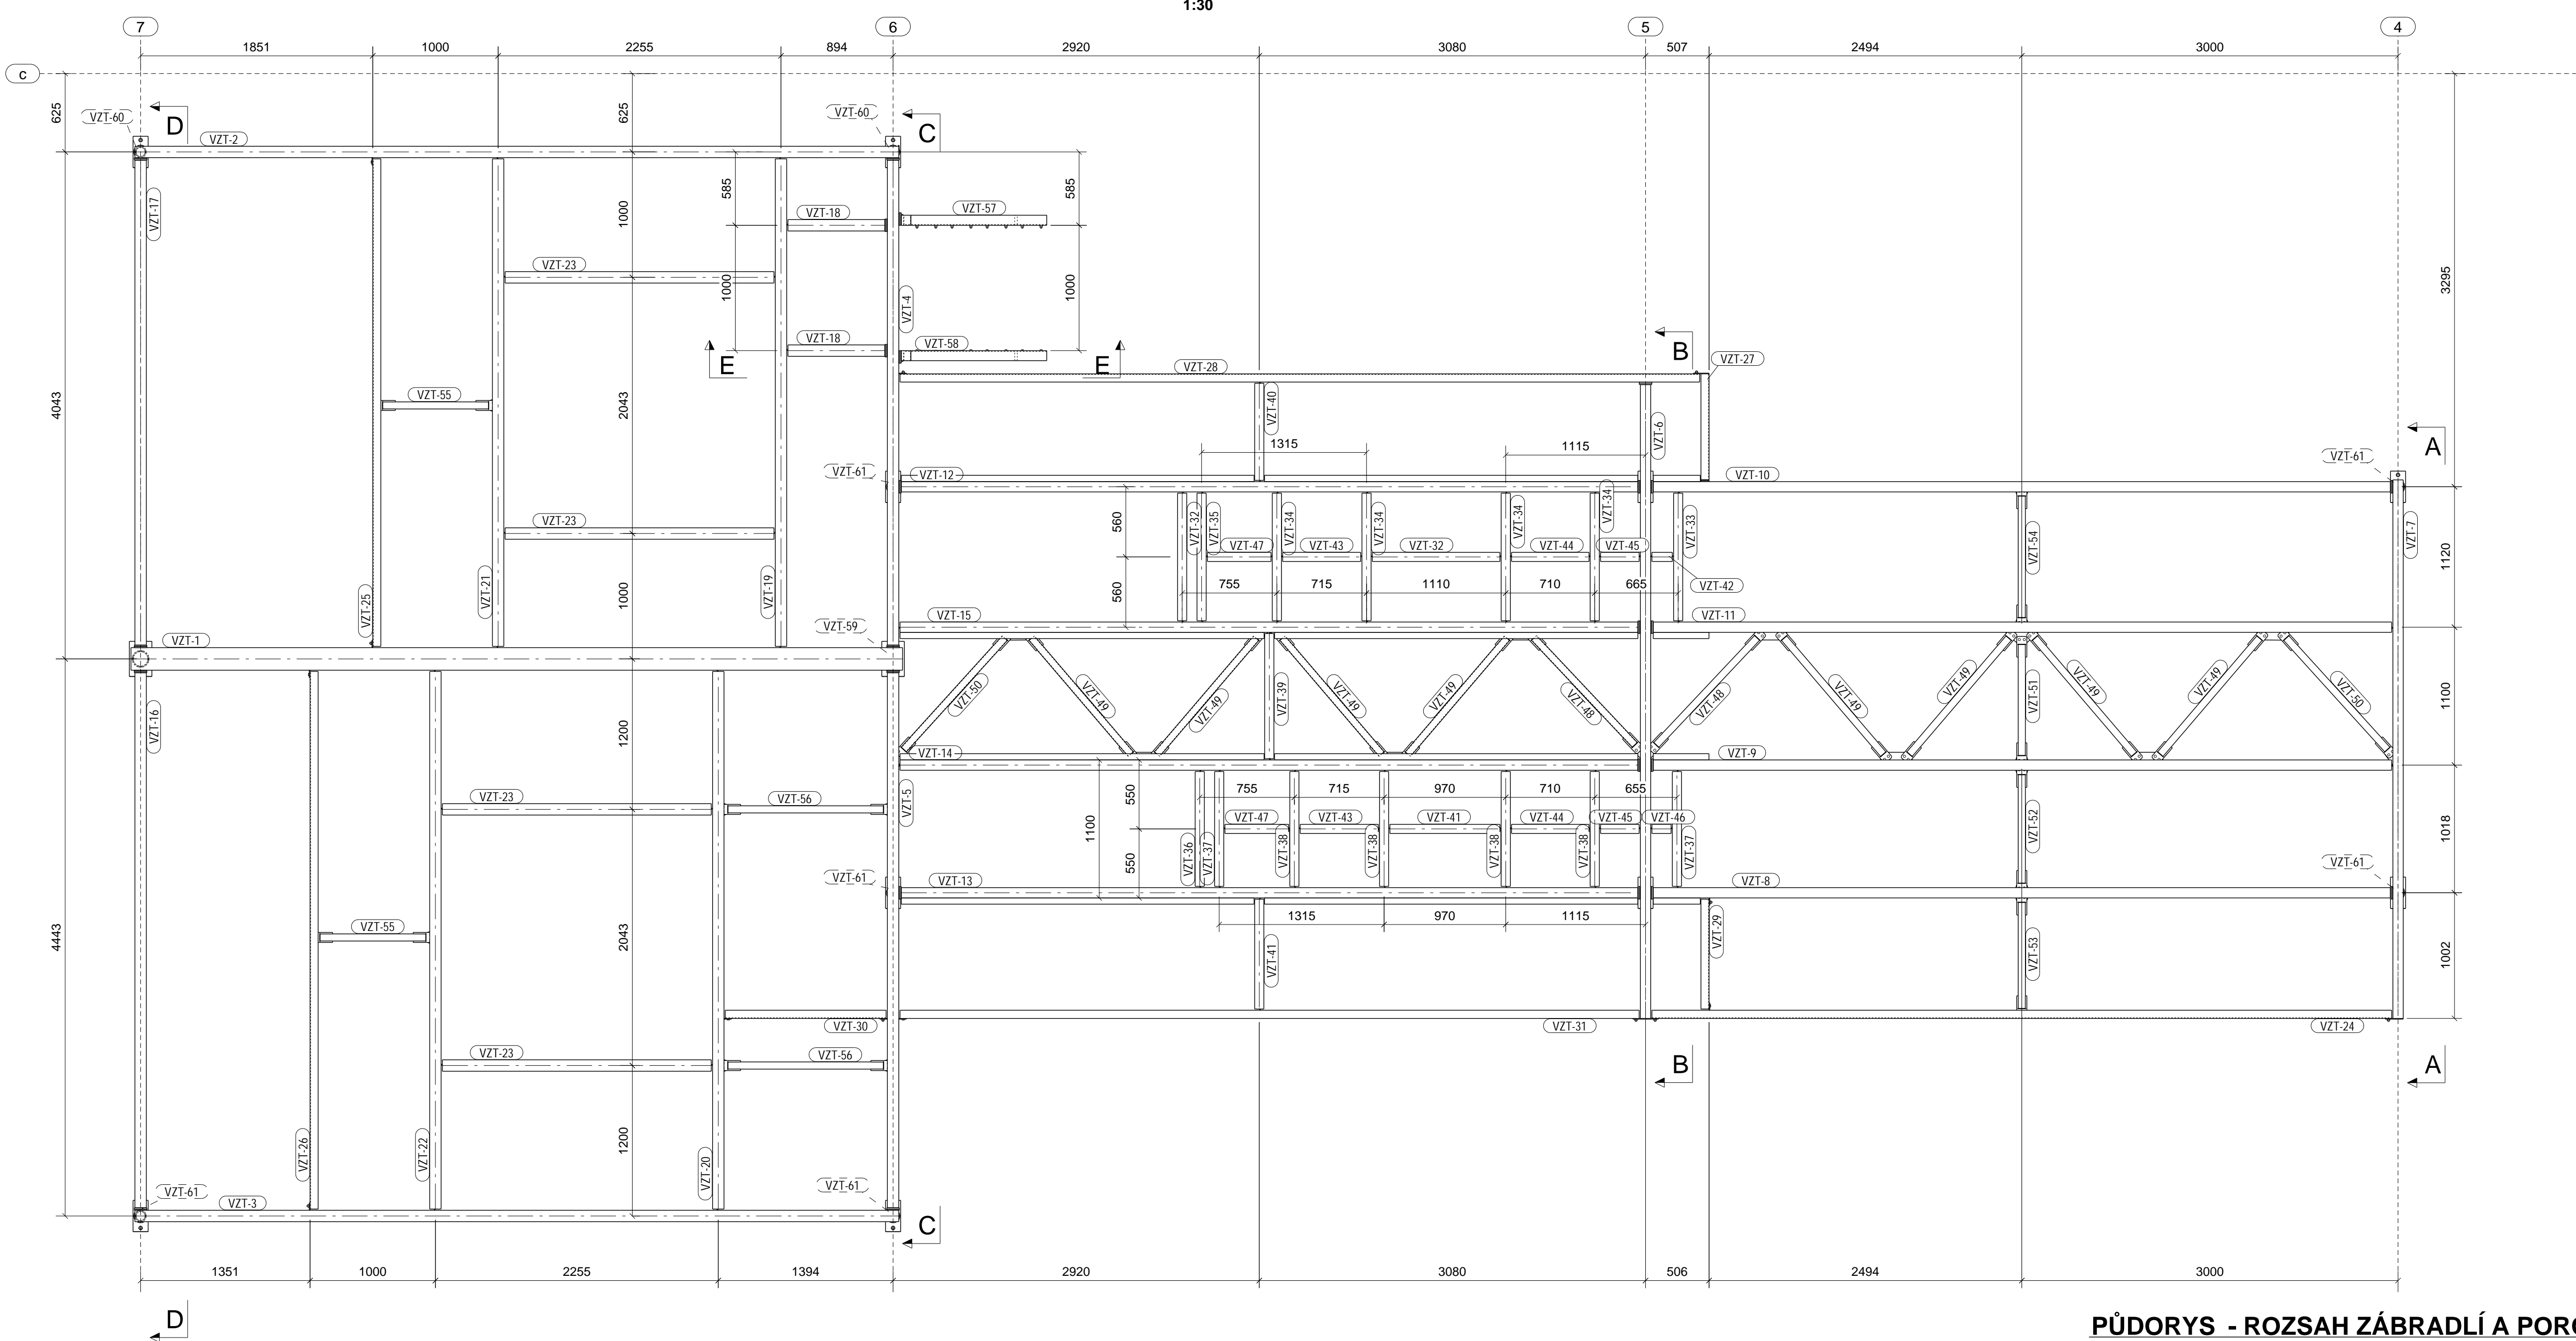 1:30
7
6
5
4
1851
1000
2255
894
2920
3080
507
2494
3000
c
625
625
VZT-60
D
VZT-2
VZT-60
C
585
585
VZT-17
1000
VZT-18
VZT-57
VZT-23
1000
VZT-4
1000
3295
VZT-18
VZT-58
E
E
B
VZT-28
VZT-27
4043
VZT-55
2043
VZT-40
VZT-6
A
1315
1115
VZT-61
VZT-12
VZT-61
VZT-10
VZT-34
560
VZT-32
VZT-35
VZT-34
VZT-34
VZT-34
VZT-33
VZT-7
VZT-23
VZT-47
VZT-43
VZT-32
VZT-44
VZT-45
VZT-54
1120
VZT-25
VZT-21
1000
VZT-19
560
755
715
1110
710
665
VZT-42
VZT-15
VZT-11
VZT-59
VZT-1
VZT-50
VZT-49
VZT-49
VZT-39
VZT-49
VZT-49
VZT-48
VZT-48
VZT-49
VZT-49
VZT-51
VZT-49
VZT-49
VZT-50
1100
VZT-16
1200
VZT-14
VZT-9
VZT-23
VZT-56
VZT-5
1100
550
755
715
970
710
655
VZT-47
VZT-43
VZT-41
VZT-44
VZT-45
VZT-46
VZT-52
1018
550
VZT-36
VZT-37
VZT-38
VZT-38
VZT-38
VZT-38
VZT-37
VZT-61
VZT-13
VZT-8
VZT-61
4443
VZT-55
2043
1315
970
1115
VZT-41
VZT-29
VZT-53
1002
VZT-30
VZT-31
VZT-24
VZT-23
VZT-56
B
A
VZT-26
VZT-22
1200
VZT-20
VZT-61
VZT-3
VZT-61
C
1351
1000
2255
1394
2920
3080
506
2494
3000
D
PŮDORYS - ROZSAH ZÁBRADLÍ A